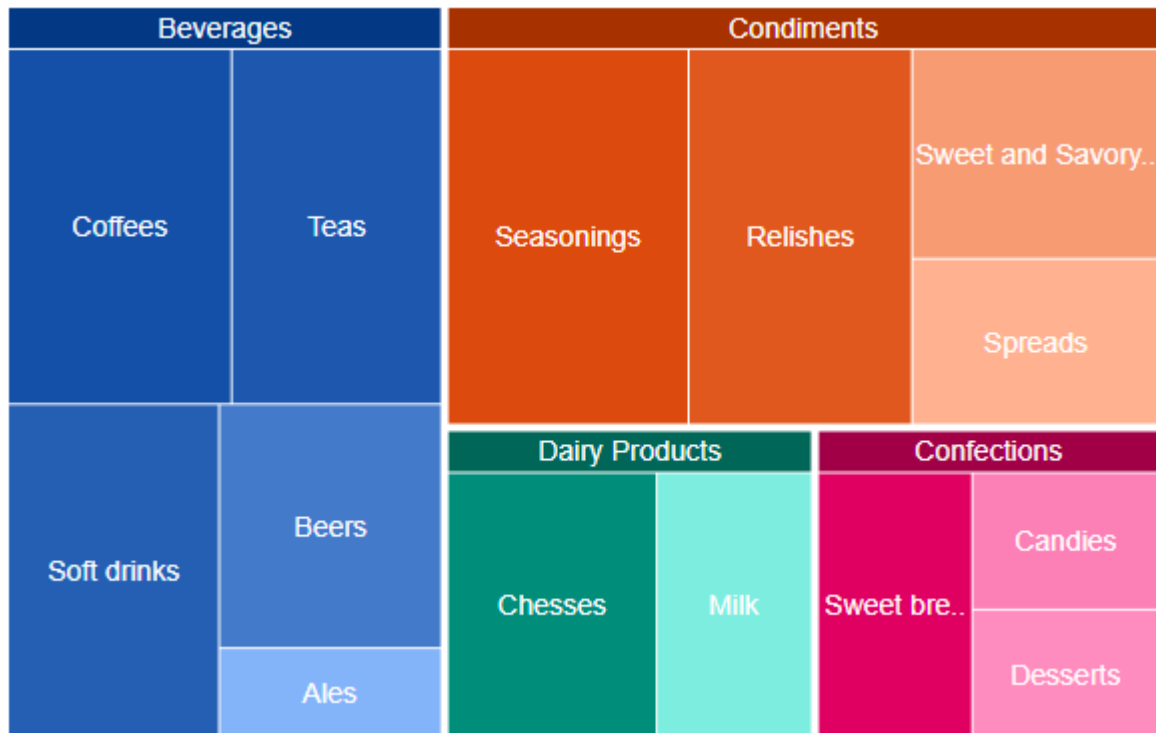 Beverages
Coffees
Teas
Soft drinks
Beers
Ales
Condiments
Seasonings
Relishes
Sweet and Savory..
Spreads
Dairy Products
Chesses
Milk
Confections
Sweet bre..
Candies
Desserts